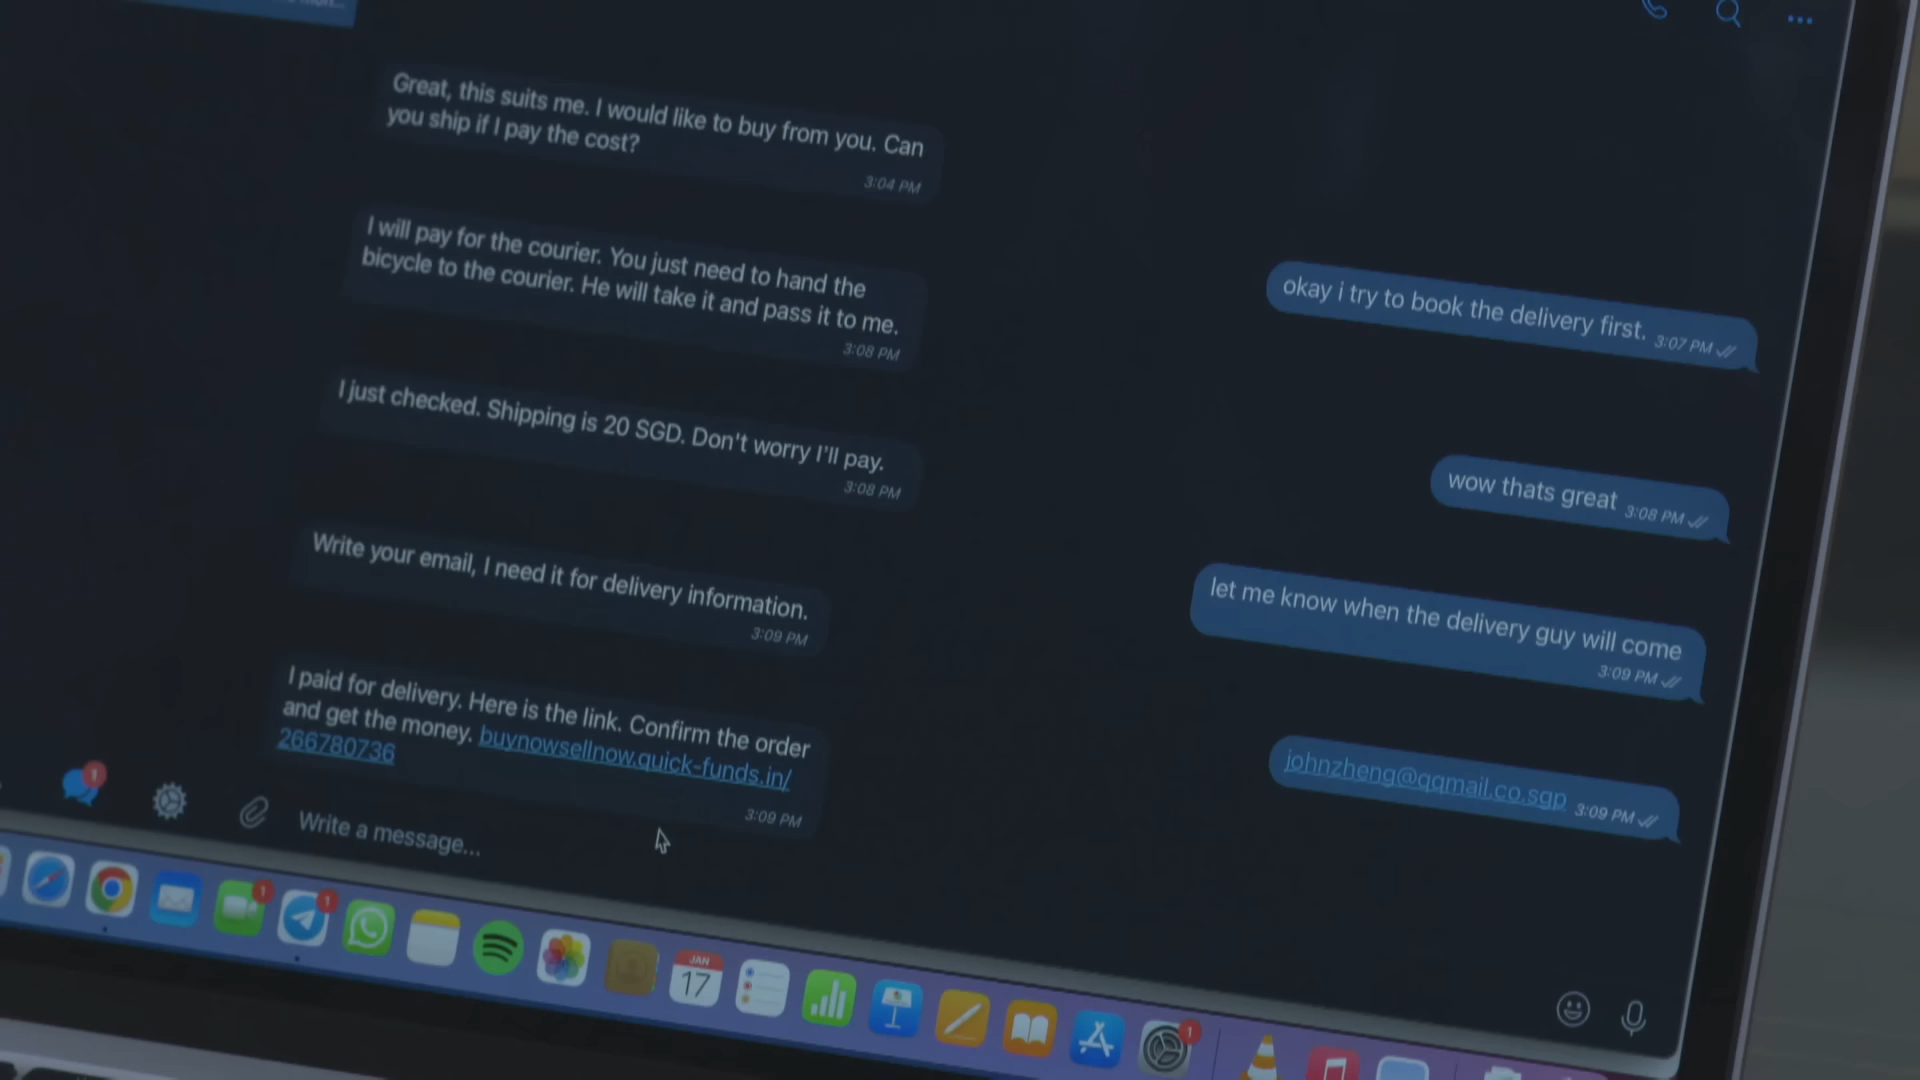 Great, this suits me. I would like to buy from you. Can
you ship if I pay the cost?
3:04 PM
okay i try to book the delivery first. 3:07 PM
I will pay for the courier. You just need to hand the
bicycle to the courier. He will take it and pass it to me.
3:08 PM
wow thats great 3:08 PM
I just checked. Shipping is 20 SGD. Don't worry I'll pay.
3:08 PM
let me know when the delivery guy will come
3:09 PM
Write your email, I need it for delivery information.
3:09 PM
johnzheng@qqmail.co.sgp 3:09 PM
I paid for delivery. Here is the link. Confirm the order
and get the money. buynowsellnow.quick-funds.in/
266780736
3:09 PM
1
Write a message...
1
1
JAN
17
1